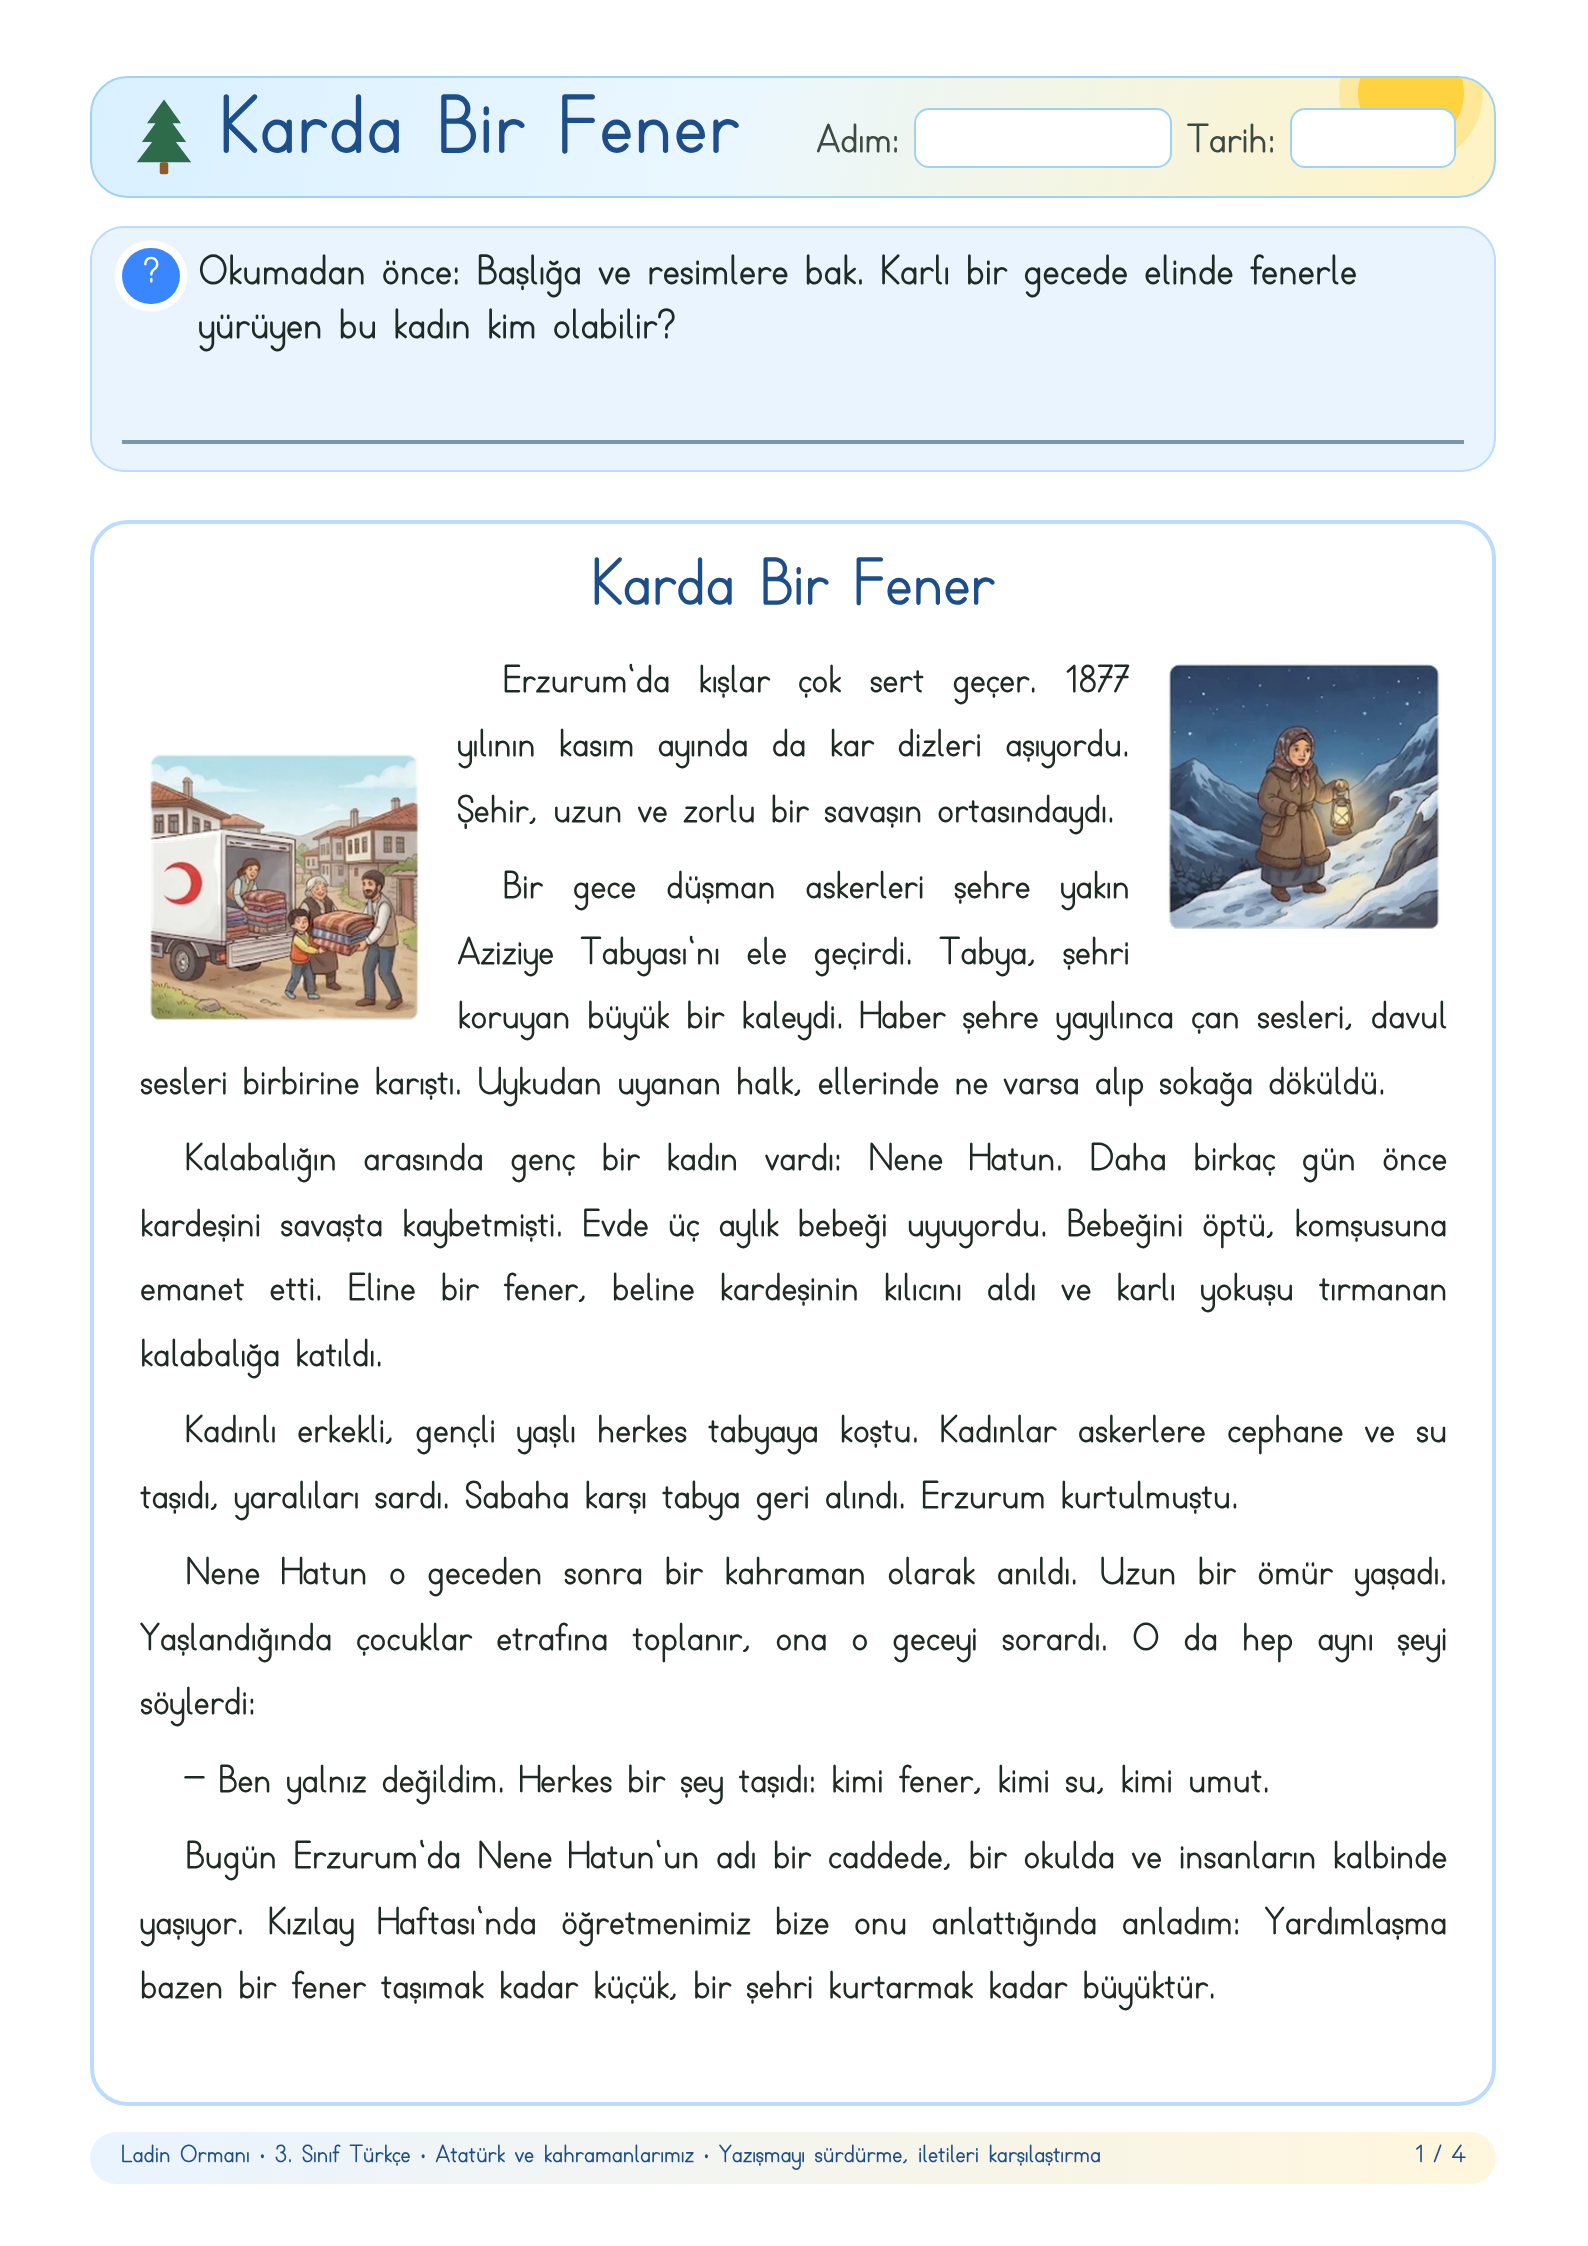 Karda Bir Fener
Adım:
Tarih:
?
Okumadan önce: Başlığa ve resimlere bak. Karlı bir gecede elinde fenerle
yürüyen bu kadın kim olabilir?
Karda Bir Fener
Erzurum'da kışlar çok sert geçer. 1877
yılının kasım ayında da kar dizleri aşıyordu.
Şehir, uzun ve zorlu bir savaşın ortasındaydı.
Bir gece düşman askerleri şehre yakın
Aziziye Tabyası'nı ele geçirdi. Tabya, şehri
koruyan büyük bir kaleydi. Haber şehre yayılınca çan sesleri, davul
sesleri birbirine karıştı. Uykudan uyanan halk, ellerinde ne varsa alıp sokağa döküldü.
Kalabalığın arasında genç bir kadın vardı: Nene Hatun. Daha birkaç gün önce
kardeşini savaşta kaybetmişti. Evde üç aylık bebeği uyuyordu. Bebeğini öptü, komşusuna
emanet etti. Eline bir fener, beline kardeşinin kılıcını aldı ve karlı yokuşu tırmanan
kalabalığa katıldı.
Kadınlı erkekli, gençli yaşlı herkes tabyaya koştu. Kadınlar askerlere cephane ve su
taşıdı, yaralıları sardı. Sabaha karşı tabya geri alındı. Erzurum kurtulmuştu.
Nene Hatun o geceden sonra bir kahraman olarak anıldı. Uzun bir ömür yaşadı.
Yaşlandığında çocuklar etrafına toplanır, ona o geceyi sorardı. O da hep aynı şeyi
söylerdi:
– Ben yalnız değildim. Herkes bir şey taşıdı: kimi fener, kimi su, kimi umut.
Bugün Erzurum'da Nene Hatun'un adı bir caddede, bir okulda ve insanların kalbinde
yaşıyor. Kızılay Haftası'nda öğretmenimiz bize onu anlattığında anladım: Yardımlaşma
bazen bir fener taşımak kadar küçük, bir şehri kurtarmak kadar büyüktür.
Ladin Ormanı • 3. Sınıf Türkçe • Atatürk ve kahramanlarımız • Yazışmayı sürdürme, iletileri karşılaştırma
1 / 4